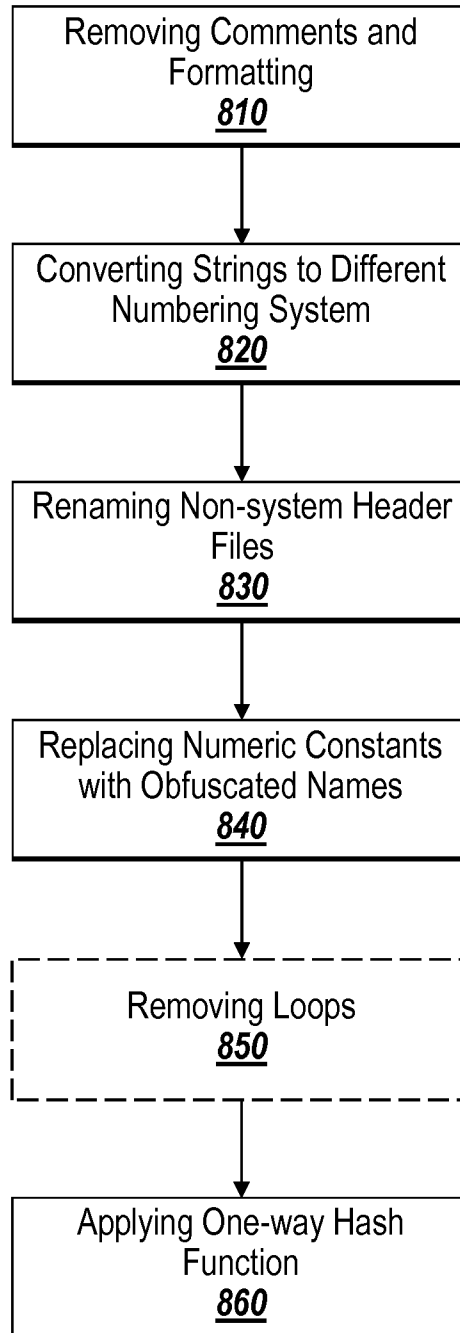 Removing Comments and
Formatting
810
Converting Strings to Different
Numbering System
820
Renaming Non-system Header
Files
830
Replacing Numeric Constants
with Obfuscated Names
840
Removing Loops
850
Applying One-way Hash
Function
860